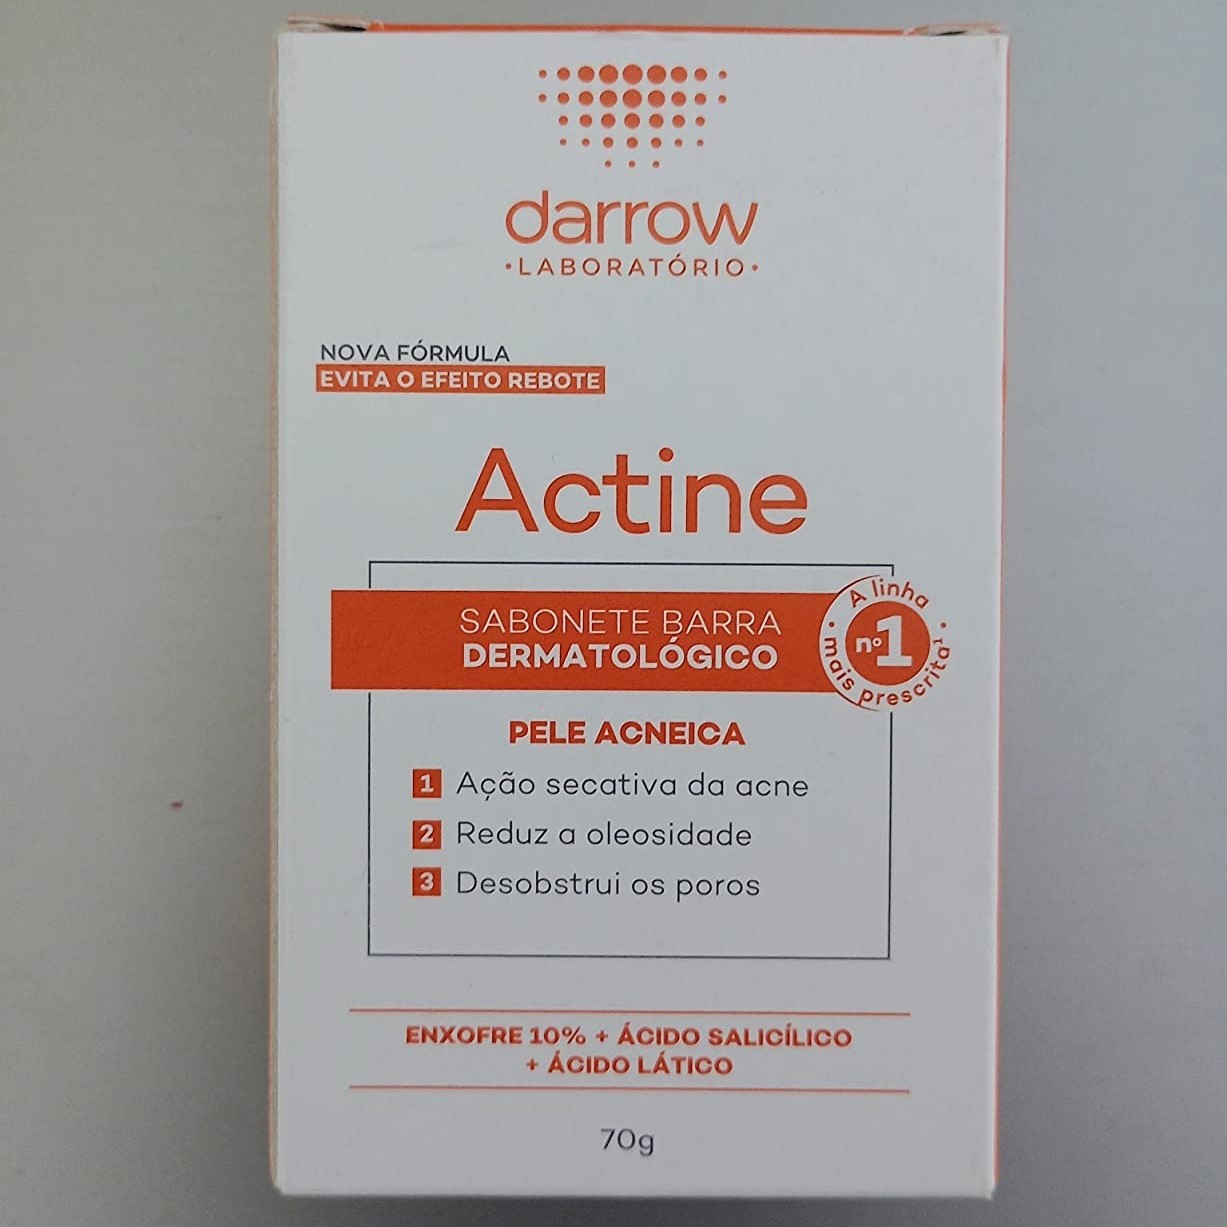 darrow
•LABORATÓRIO•
NOVA FÓRMULA
EVITA O EFEITO REBOTE
Actine
SABONETE BARRA
DERMATOLÓGICO
A linha
nº1
mais prescrita¹
PELE ACNEICA
1 Ação secativa da acne
2 Reduz a oleosidade
3 Desobstrui os poros
ENXOFRE 10% + ÁCIDO SALICÍLICO
+ ÁCIDO LÁTICO
70g